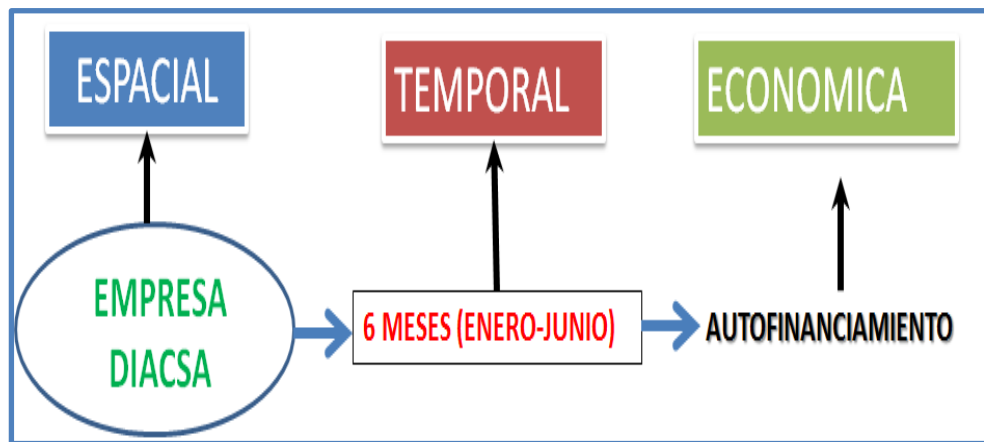 ESPACIAL
TEMPORAL
ECONOMICA
EMPRESA
DIACSA
6 MESES (ENERO-JUNIO)
AUTOFINANCIAMIENTO